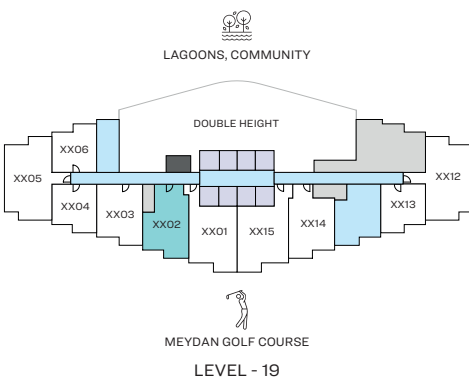 LAGOONS, COMMUNITY
DOUBLE HEIGHT
XX06
XX05
XX12
XX04
XX03
XX02
XX01
XX15
XX14
XX13
MEYDAN GOLF COURSE
LEVEL - 19